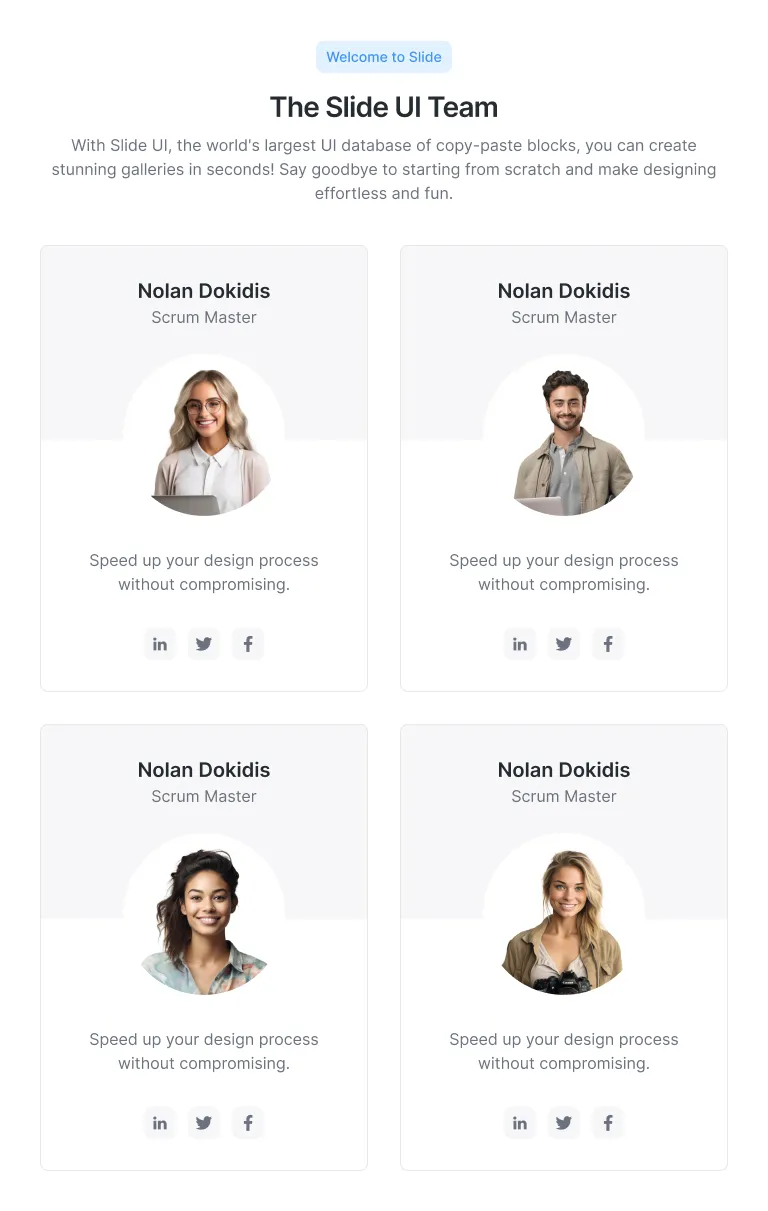 Welcome to Slide
The Slide UI Team
With Slide UI, the world's largest UI database of copy-paste blocks, you can create
stunning galleries in seconds! Say goodbye to starting from scratch and make designing
effortless and fun.
Nolan Dokidis
Scrum Master
Speed up your design process
without compromising.
in
Nolan Dokidis
Scrum Master
Speed up your design process
without compromising.
in
Nolan Dokidis
Scrum Master
Speed up your design process
without compromising.
in
Nolan Dokidis
Scrum Master
Speed up your design process
without compromising.
in